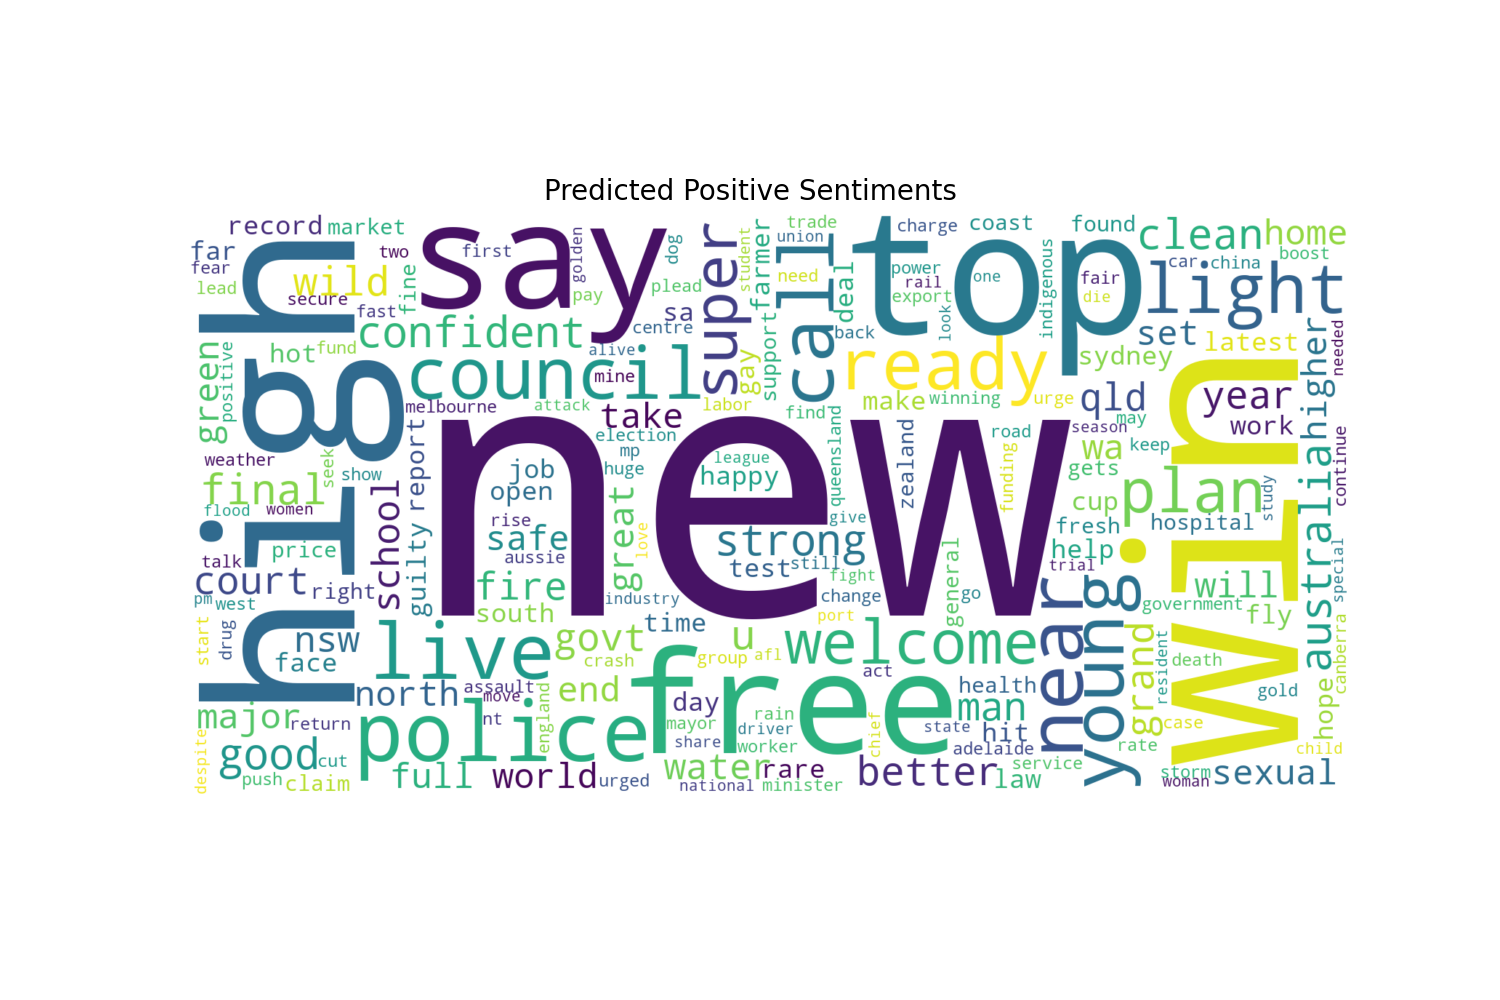 Predicted Positive Sentiments
record
market
far
fear
lead
two
wild
secure
fine
fast
say
first
golden
dog
pay
plead
sa
centre
super
student
farmer
gay
support
trade
union
need
call
deal
back
charge
coast
top
power
rail
export
look
one
indigenous
found
clean
home
car
china
boost
fair
die
light
set
latest
sydney
needed
high
green
positive
hot
fund
confident
council
alive
mine
melbourne
attack
take
labor
election
mp
huge
ready
make
winning
urge
find
qld
may
season
win
year
work
higher
weather
seek
show
final
flood
women
school
report
guilty
new
job
open
rise
safe
aussie
great
love
league
happy
queensland
zealand
road
funding
wa
keep
gets
plan
cup
fresh
hospital
study
continue
australia
talk
court
price
right
pm
west
fire
south
industry
strong
test
still
give
fight
change
general
go
port
help
trial
young
will
government
fly
special
start
drug
nsw
face
live
govt
crash
time
u
group
afl
welcome
act
near
grand
resident
death
gold
canberra
hope
north
assault
move
nt
england
end
free
day
mayor
share
rain
driver
worker
chief
state
health
man
hit
adelaide
rate
case
child
major
return
despite
good
cut
push
claim
police
full
world
urged
water
rare
national
minister
better
law
service
storm
woman
sexual